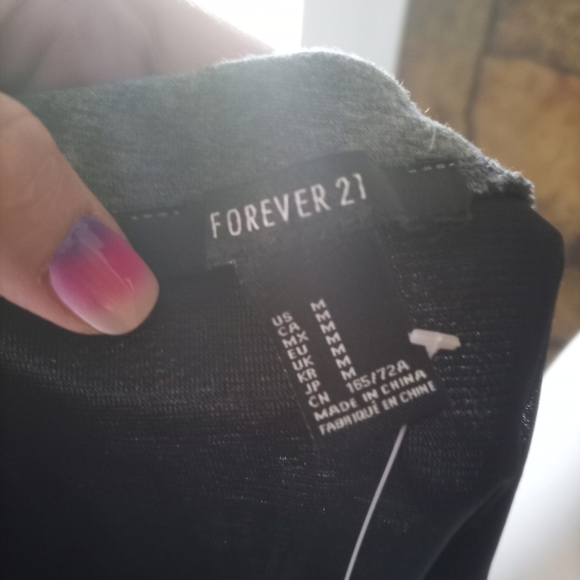 FOREVER 21
US M
CA M
MX M
EU M
UK M
KR M
JP M
CN 165/72A
MADE IN CHINA
FABRIQUÉ EN CHINE